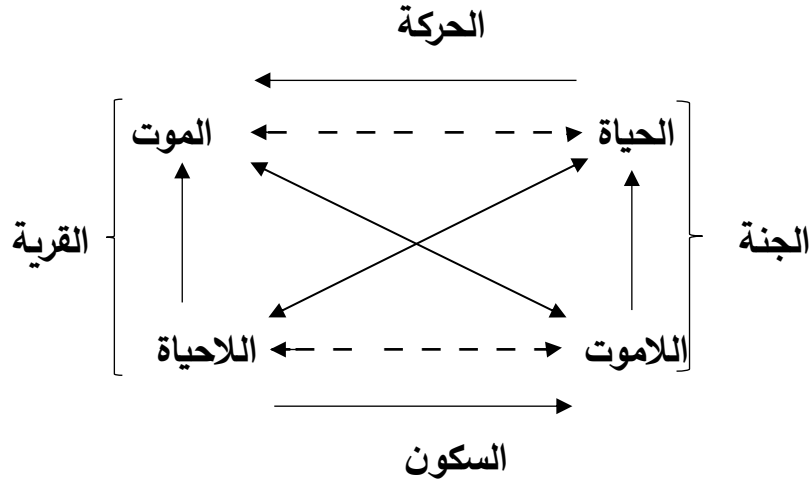 الحركة
الحياة الموت
الجنة القرية
اللاموت اللاحياة
السكون